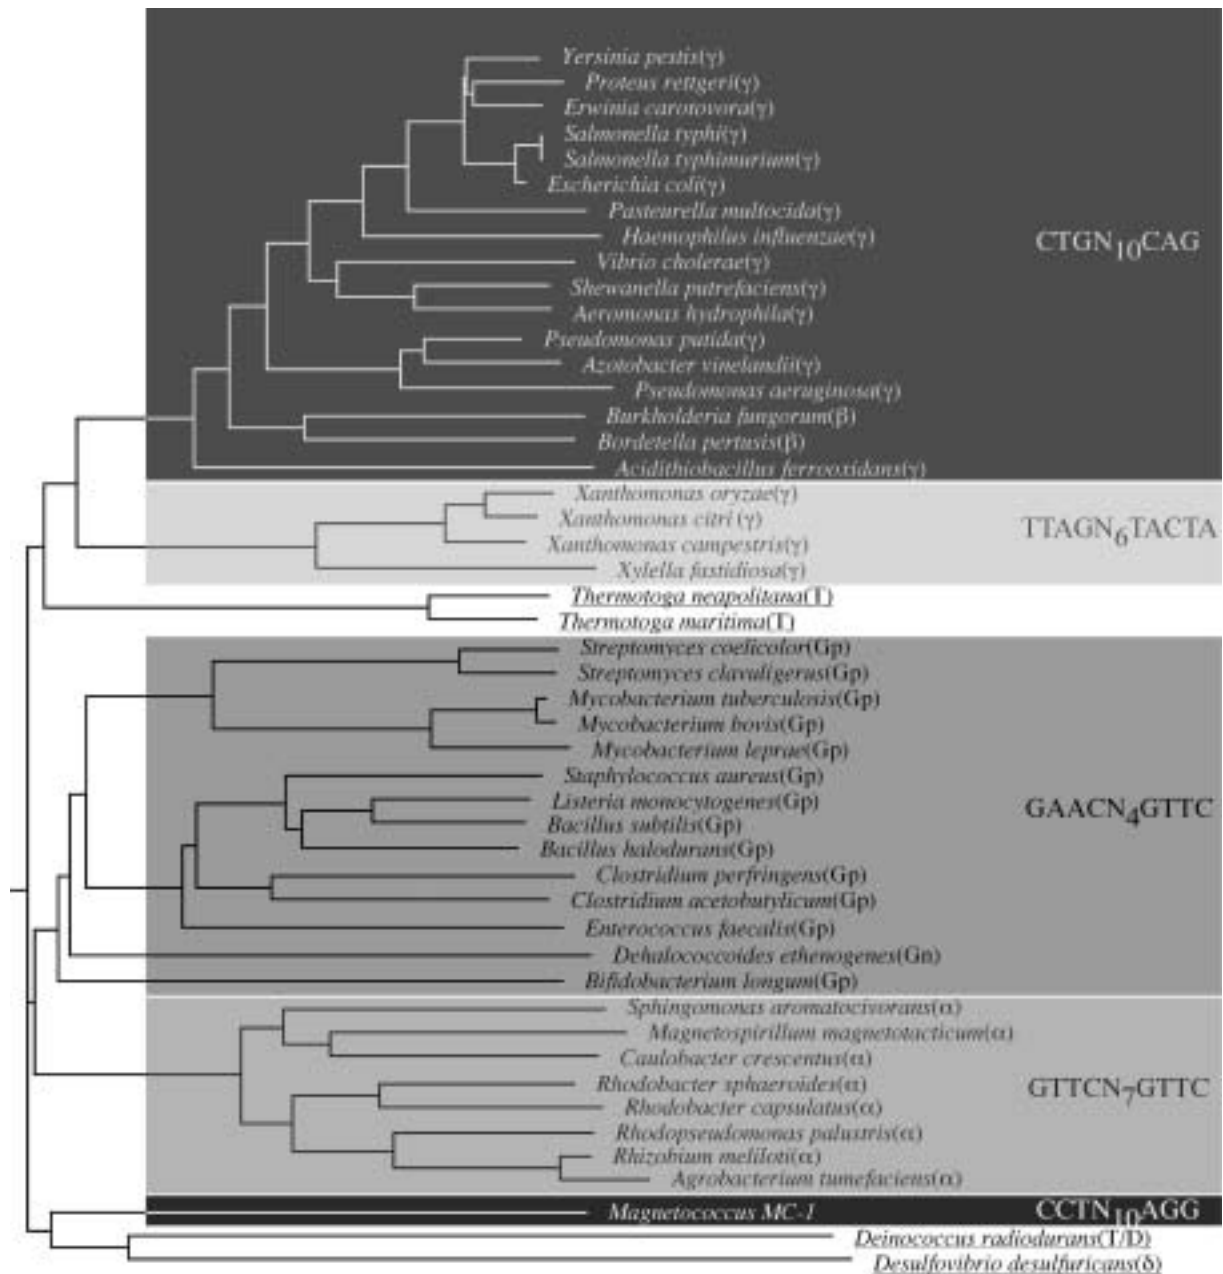 Yersinia pestis(γ)
Proteus rettgeri(γ)
Erwinia carotovora(γ)
Salmonella typhi(γ)
Salmonella typhimurium(γ)
Escherichia coli(γ)
Pasteurella multocida(γ)
Haemophilus influenzae(γ)
CTGN10CAG
Vibrio cholerae(γ)
Shewanella putrefaciens(γ)
Aeromonas hydrophila(γ)
Pseudomonas putida(γ)
Azotobacter vinelandii(γ)
Pseudomonas aeruginosa(γ)
Burkholderia fungorum(β)
Bordetella pertusis(β)
Acidithiobacillus ferrooxidans(γ)
Xanthomonas oryzae(γ)
Xanthomonas citri (γ)
TTAGN6TACTA
Xanthomonas campestris(γ)
Xylella fastidiosa(γ)
Thermotoga neapolitana(T)
Thermotoga maritima(T)
Streptomyces coelicolor(Gp)
Streptomyces clavuligerus(Gp)
Mycobacterium tuberculosis(Gp)
Mycobacterium bovis(Gp)
Mycobacterium leprae(Gp)
Staphylococcus aureus(Gp)
Listeria monocytogenes(Gp)
GAACN4GTTC
Bacillus subtilis(Gp)
Bacillus halodurans(Gp)
Clostridium perfringens(Gp)
Clostridium acetobutylicum(Gp)
Enterococcus faecalis(Gp)
Dehalococcoides ethenogenes(Gn)
Bifidobacterium longum(Gp)
Sphingomonas aromatocivorans(α)
Magnetospirillum magnetotacticum(α)
Caulobacter crescentus(α)
Rhodobacter sphaeroides(α)
GTTCN7GTTC
Rhodobacter capsulatus(α)
Rhodopseudomonas palustris(α)
Rhizobium meliloti(α)
Agrobacterium tumefaciens(α)
Magnetococcus MC-1
CCTN10AGG
Deinococcus radiodurans(T/D)
Desulfovibrio desulfuricans(δ)